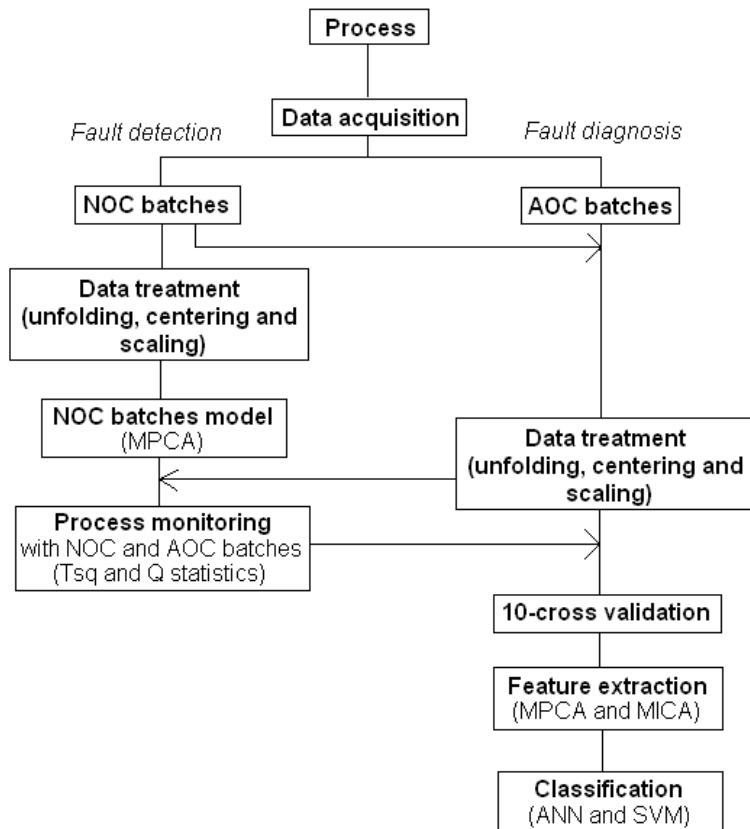 Process
Data acquisition
Fault detection
Fault diagnosis
NOC batches
AOC batches
Data treatment
(unfolding, centering and
scaling)
NOC batches model
(MPCA)
Data treatment
(unfolding, centering and
scaling)
Process monitoring
with NOC and AOC batches
(Tsq and Q statistics)
10-cross validation
Feature extraction
(MPCA and MICA)
Classification
(ANN and SVM)